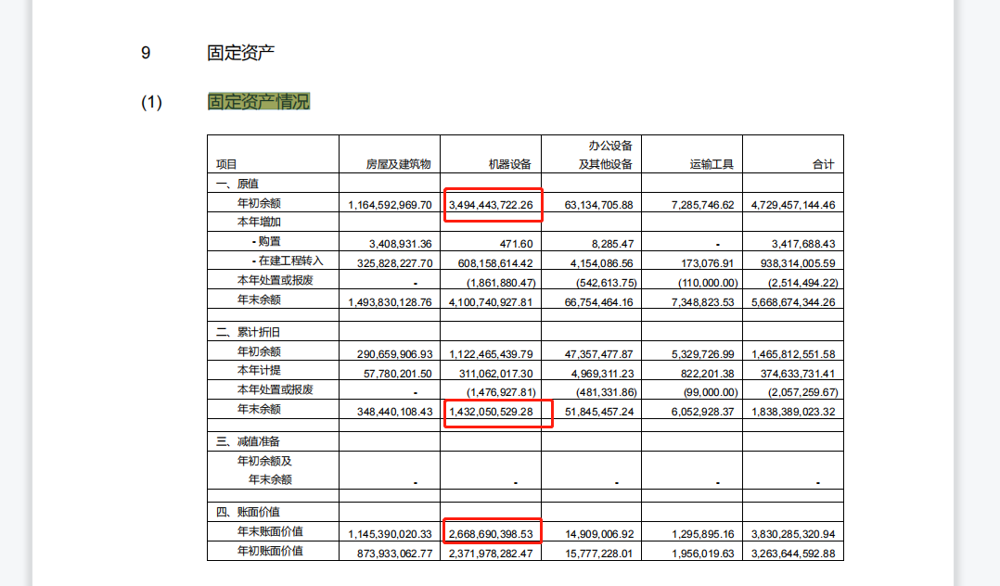 9 固定资产
(1) 固定资产情况
办公设备
项目 房屋及建筑物 机器设备 及其他设备 运输工具 合计
一、原值
年初余额 1,164,592,969.70 3,494,443,722.26 63,134,705.88 7,285,746.62 4,729,457,144.46
本年增加
- 购置 3,408,931.36 471.60 8,285.47 - 3,417,688.43
- 在建工程转入 325,828,227.70 608,158,614.42 4,154,086.56 173,076.91 938,314,005.59
本年处置或报废 - (1,861,880.47) (542,613.75) (110,000.00) (2,514,494.22)
年末余额 1,493,830,128.76 4,100,740,927.81 66,754,464.16 7,348,823.53 5,668,674,344.26
二、累计折旧
年初余额 290,659,906.93 1,122,465,439.79 47,357,477.87 5,329,726.99 1,465,812,551.58
本年计提 57,780,201.50 311,062,017.30 4,969,311.23 822,201.38 374,633,731.41
本年处置或报废 - (1,476,927.81) (481,331.86) (99,000.00) (2,057,259.67)
年末余额 348,440,108.43 1,432,050,529.28 51,845,457.24 6,052,928.37 1,838,389,023.32
三、减值准备
年初余额及
年末余额 - - - - -
四、账面价值
年末账面价值 1,145,390,020.33 2,668,690,398.53 14,909,006.92 1,295,895.16 3,830,285,320.94
年初账面价值 873,933,062.77 2,371,978,282.47 15,777,228.01 1,956,019.63 3,263,644,592.88